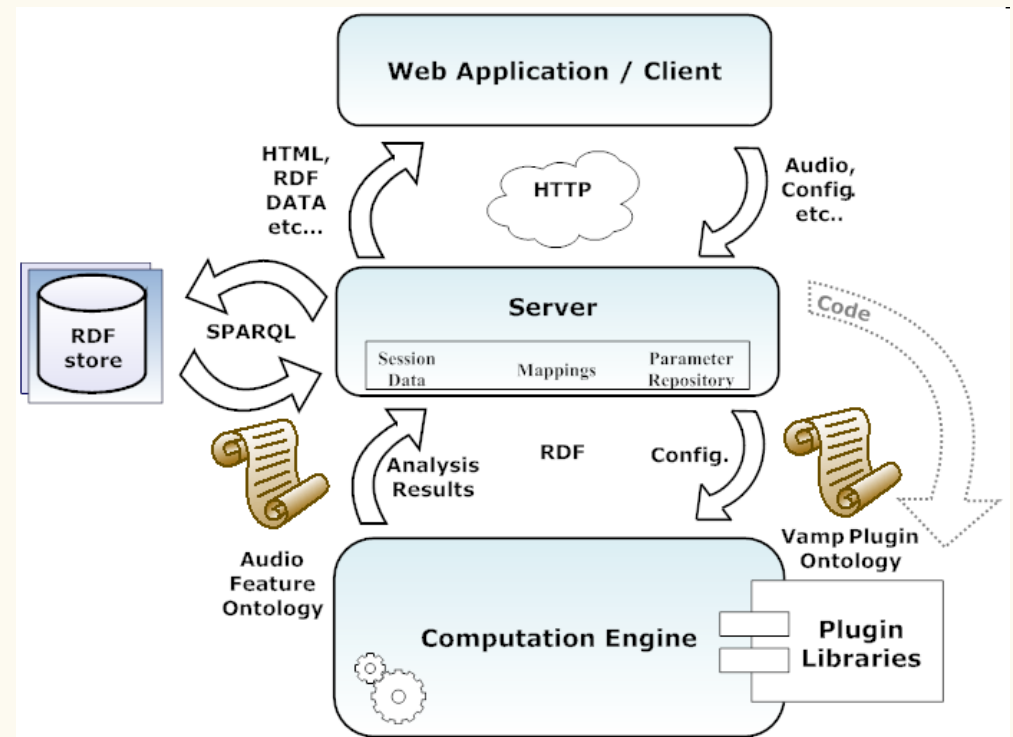 Web Application / Client
HTML,
RDF
DATA
etc...
HTTP
Audio,
Config.
etc..
Server
Session
Data
Mappings
Parameter
Repository
Code
RDF
store
SPARQL
Analysis
Results
RDF
Config.
Audio
Feature
Ontology
Vamp Plugin
Ontology
Computation Engine
Plugin
Libraries